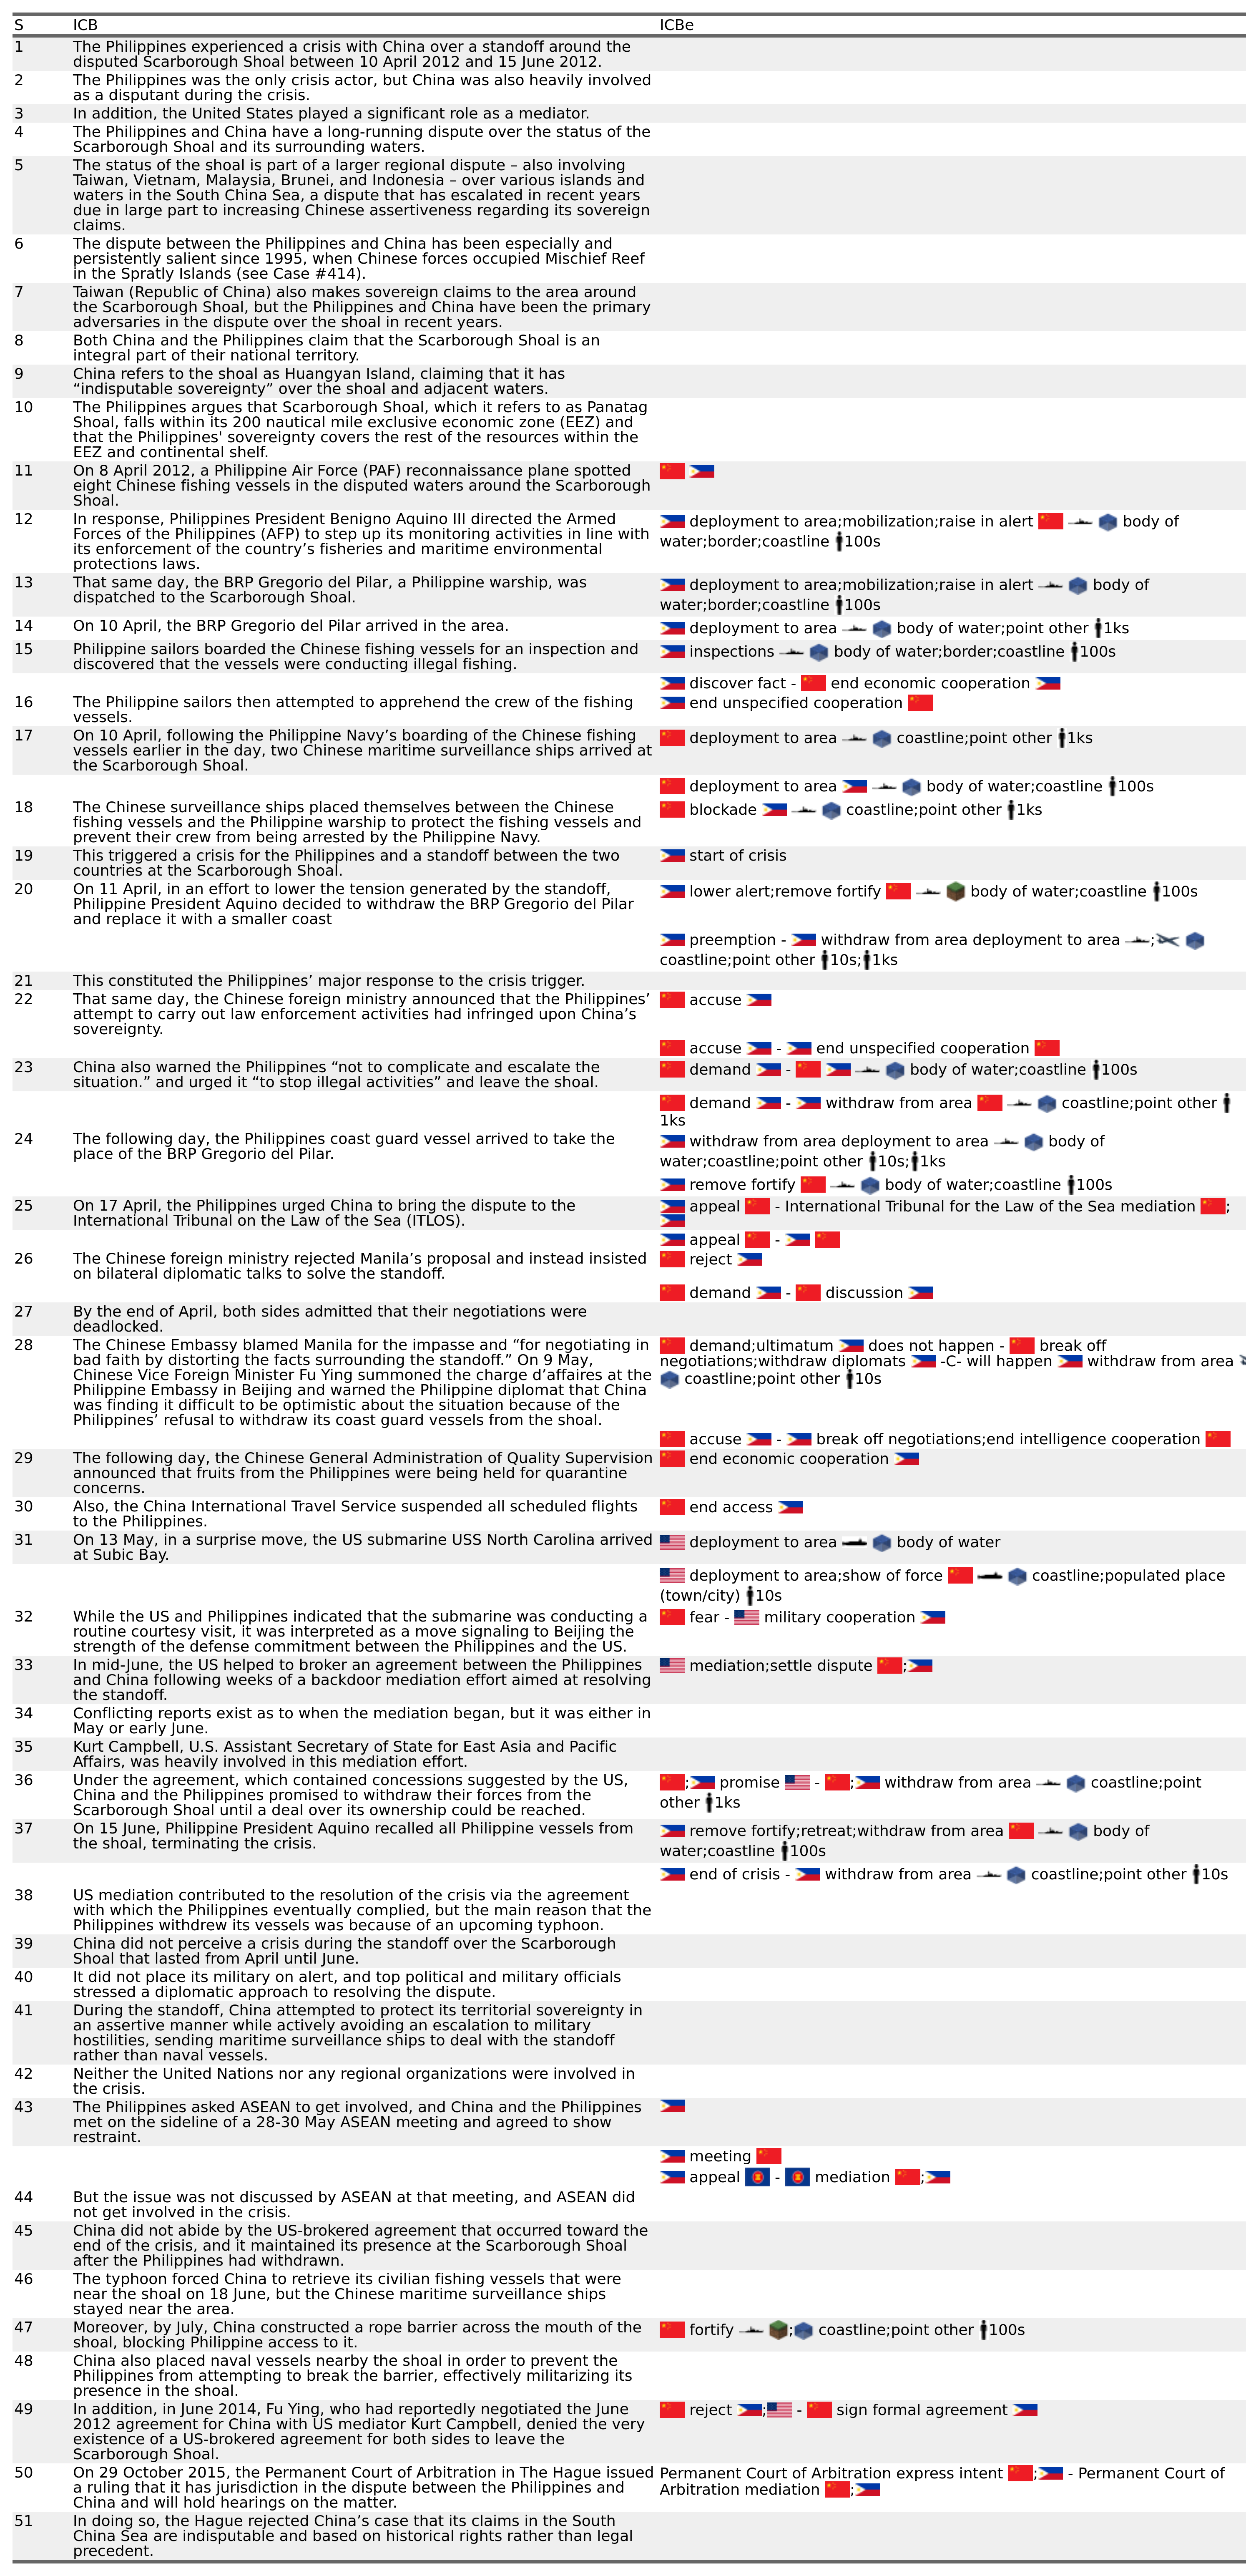 S ICB ICBe
1 The Philippines experienced a crisis with China over a standoff around the
disputed Scarborough Shoal between 10 April 2012 and 15 June 2012.
2 The Philippines was the only crisis actor, but China was also heavily involved
as a disputant during the crisis.
3 In addition, the United States played a significant role as a mediator.
4 The Philippines and China have a long-running dispute over the status of the
Scarborough Shoal and its surrounding waters.
5 The status of the shoal is part of a larger regional dispute – also involving
Taiwan, Vietnam, Malaysia, Brunei, and Indonesia – over various islands and
waters in the South China Sea, a dispute that has escalated in recent years
due in large part to increasing Chinese assertiveness regarding its sovereign
claims.
6 The dispute between the Philippines and China has been especially and
persistently salient since 1995, when Chinese forces occupied Mischief Reef
in the Spratly Islands (see Case #414).
7 Taiwan (Republic of China) also makes sovereign claims to the area around
the Scarborough Shoal, but the Philippines and China have been the primary
adversaries in the dispute over the shoal in recent years.
8 Both China and the Philippines claim that the Scarborough Shoal is an
integral part of their national territory.
9 China refers to the shoal as Huangyan Island, claiming that it has
“indisputable sovereignty” over the shoal and adjacent waters.
10 The Philippines argues that Scarborough Shoal, which it refers to as Panatag
Shoal, falls within its 200 nautical mile exclusive economic zone (EEZ) and
that the Philippines' sovereignty covers the rest of the resources within the
EEZ and continental shelf.
11 On 8 April 2012, a Philippine Air Force (PAF) reconnaissance plane spotted
eight Chinese fishing vessels in the disputed waters around the Scarborough
Shoal.
12 In response, Philippines President Benigno Aquino III directed the Armed
Forces of the Philippines (AFP) to step up its monitoring activities in line with
its enforcement of the country’s fisheries and maritime environmental
protections laws.
deployment to area;mobilization;raise in alert body of
water;border;coastline 100s
13 That same day, the BRP Gregorio del Pilar, a Philippine warship, was
dispatched to the Scarborough Shoal.
deployment to area;mobilization;raise in alert body of
water;border;coastline 100s
14 On 10 April, the BRP Gregorio del Pilar arrived in the area.
deployment to area body of water;point other 1ks
15 Philippine sailors boarded the Chinese fishing vessels for an inspection and
discovered that the vessels were conducting illegal fishing.
inspections body of water;border;coastline 100s
discover fact - end economic cooperation
16 The Philippine sailors then attempted to apprehend the crew of the fishing
vessels.
end unspecified cooperation
17 On 10 April, following the Philippine Navy’s boarding of the Chinese fishing
vessels earlier in the day, two Chinese maritime surveillance ships arrived at
the Scarborough Shoal.
deployment to area coastline;point other 1ks
deployment to area body of water;coastline 100s
18 The Chinese surveillance ships placed themselves between the Chinese
fishing vessels and the Philippine warship to protect the fishing vessels and
prevent their crew from being arrested by the Philippine Navy.
blockade coastline;point other 1ks
19 This triggered a crisis for the Philippines and a standoff between the two
countries at the Scarborough Shoal.
start of crisis
20 On 11 April, in an effort to lower the tension generated by the standoff,
Philippine President Aquino decided to withdraw the BRP Gregorio del Pilar
and replace it with a smaller coast
lower alert;remove fortify body of water;coastline 100s
preemption - withdraw from area deployment to area ;
coastline;point other 10s; 1ks
21 This constituted the Philippines’ major response to the crisis trigger.
22 That same day, the Chinese foreign ministry announced that the Philippines’
attempt to carry out law enforcement activities had infringed upon China’s
sovereignty.
accuse
accuse - end unspecified cooperation
23 China also warned the Philippines “not to complicate and escalate the
situation.” and urged it “to stop illegal activities” and leave the shoal.
demand - body of water;coastline 100s
demand - withdraw from area coastline;point other
1ks
24 The following day, the Philippines coast guard vessel arrived to take the
place of the BRP Gregorio del Pilar.
withdraw from area deployment to area body of
water;coastline;point other 10s; 1ks
remove fortify body of water;coastline 100s
25 On 17 April, the Philippines urged China to bring the dispute to the
International Tribunal on the Law of the Sea (ITLOS).
appeal - International Tribunal for the Law of the Sea mediation ;
appeal -
26 The Chinese foreign ministry rejected Manila’s proposal and instead insisted
on bilateral diplomatic talks to solve the standoff.
reject
demand - discussion
27 By the end of April, both sides admitted that their negotiations were
deadlocked.
28 The Chinese Embassy blamed Manila for the impasse and “for negotiating in
bad faith by distorting the facts surrounding the standoff.” On 9 May,
Chinese Vice Foreign Minister Fu Ying summoned the charge d’affaires at the
Philippine Embassy in Beijing and warned the Philippine diplomat that China
was finding it difficult to be optimistic about the situation because of the
Philippines’ refusal to withdraw its coast guard vessels from the shoal.
demand;ultimatum does not happen - break off
negotiations;withdraw diplomats -C- will happen withdraw from area
coastline;point other 10s
accuse - break off negotiations;end intelligence cooperation
29 The following day, the Chinese General Administration of Quality Supervision
announced that fruits from the Philippines were being held for quarantine
concerns.
end economic cooperation
30 Also, the China International Travel Service suspended all scheduled flights
to the Philippines.
end access
31 On 13 May, in a surprise move, the US submarine USS North Carolina arrived
at Subic Bay.
deployment to area body of water
deployment to area;show of force coastline;populated place
(town/city) 10s
32 While the US and Philippines indicated that the submarine was conducting a
routine courtesy visit, it was interpreted as a move signaling to Beijing the
strength of the defense commitment between the Philippines and the US.
fear - military cooperation
33 In mid-June, the US helped to broker an agreement between the Philippines
and China following weeks of a backdoor mediation effort aimed at resolving
the standoff.
mediation;settle dispute ;
34 Conflicting reports exist as to when the mediation began, but it was either in
May or early June.
35 Kurt Campbell, U.S. Assistant Secretary of State for East Asia and Pacific
Affairs, was heavily involved in this mediation effort.
36 Under the agreement, which contained concessions suggested by the US,
China and the Philippines promised to withdraw their forces from the
Scarborough Shoal until a deal over its ownership could be reached.
; promise - ; withdraw from area coastline;point
other 1ks
37 On 15 June, Philippine President Aquino recalled all Philippine vessels from
the shoal, terminating the crisis.
remove fortify;retreat;withdraw from area body of
water;coastline 100s
end of crisis - withdraw from area coastline;point other 10s
38 US mediation contributed to the resolution of the crisis via the agreement
with which the Philippines eventually complied, but the main reason that the
Philippines withdrew its vessels was because of an upcoming typhoon.
39 China did not perceive a crisis during the standoff over the Scarborough
Shoal that lasted from April until June.
40 It did not place its military on alert, and top political and military officials
stressed a diplomatic approach to resolving the dispute.
41 During the standoff, China attempted to protect its territorial sovereignty in
an assertive manner while actively avoiding an escalation to military
hostilities, sending maritime surveillance ships to deal with the standoff
rather than naval vessels.
42 Neither the United Nations nor any regional organizations were involved in
the crisis.
43 The Philippines asked ASEAN to get involved, and China and the Philippines
met on the sideline of a 28-30 May ASEAN meeting and agreed to show
restraint.
meeting
appeal - mediation ;
44 But the issue was not discussed by ASEAN at that meeting, and ASEAN did
not get involved in the crisis.
45 China did not abide by the US-brokered agreement that occurred toward the
end of the crisis, and it maintained its presence at the Scarborough Shoal
after the Philippines had withdrawn.
46 The typhoon forced China to retrieve its civilian fishing vessels that were
near the shoal on 18 June, but the Chinese maritime surveillance ships
stayed near the area.
47 Moreover, by July, China constructed a rope barrier across the mouth of the
shoal, blocking Philippine access to it.
fortify ; coastline;point other 100s
48 China also placed naval vessels nearby the shoal in order to prevent the
Philippines from attempting to break the barrier, effectively militarizing its
presence in the shoal.
49 In addition, in June 2014, Fu Ying, who had reportedly negotiated the June
2012 agreement for China with US mediator Kurt Campbell, denied the very
existence of a US-brokered agreement for both sides to leave the
Scarborough Shoal.
reject ; - sign formal agreement
50 On 29 October 2015, the Permanent Court of Arbitration in The Hague issued
a ruling that it has jurisdiction in the dispute between the Philippines and
China and will hold hearings on the matter.
Permanent Court of Arbitration express intent ; - Permanent Court of
Arbitration mediation ;
51 In doing so, the Hague rejected China’s case that its claims in the South
China Sea are indisputable and based on historical rights rather than legal
precedent.